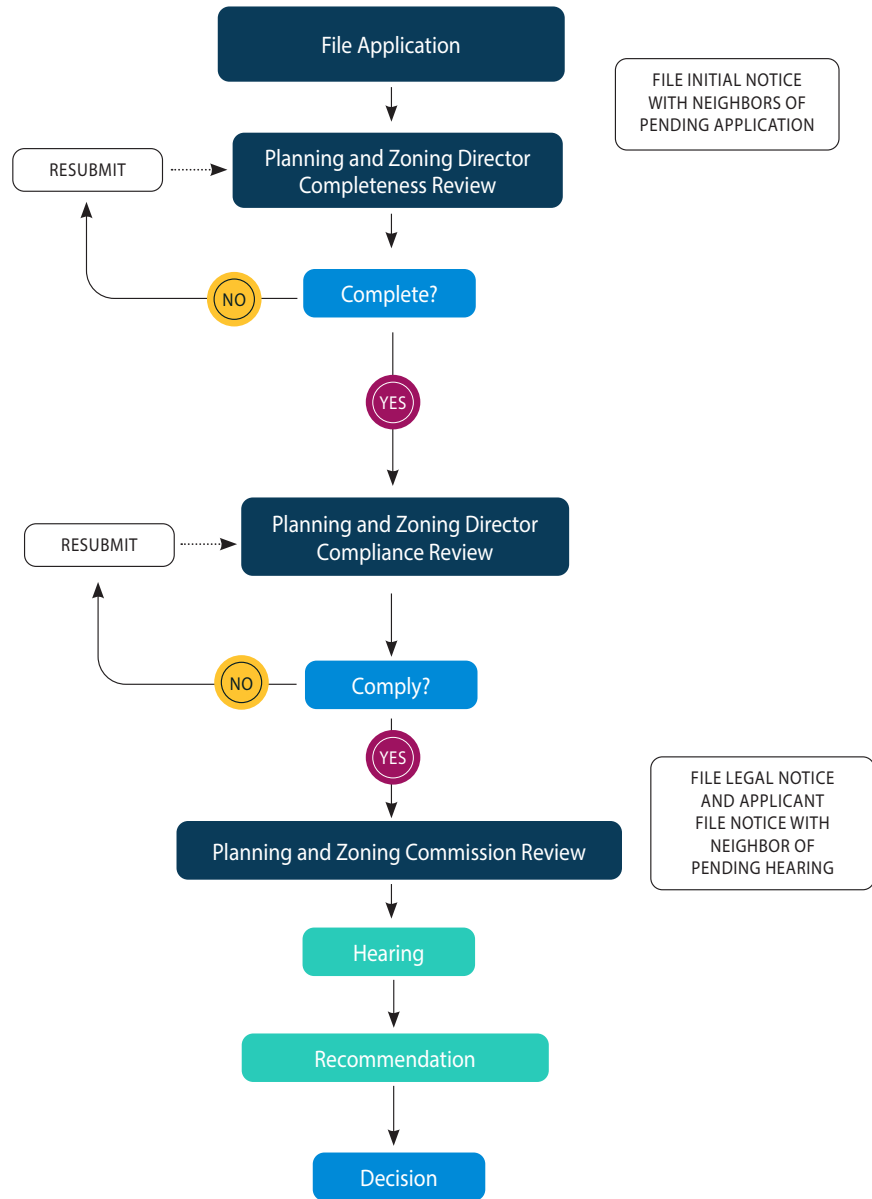 File Application
FILE INITIAL NOTICE
WITH NEIGHBORS OF
PENDING APPLICATION
Planning and Zoning Director
Completeness Review
RESUBMIT
Complete?
NO
YES
Planning and Zoning Director
Compliance Review
RESUBMIT
Comply?
NO
YES
FILE LEGAL NOTICE
AND APPLICANT
FILE NOTICE WITH
NEIGHBOR OF
PENDING HEARING
Planning and Zoning Commission Review
Hearing
Recommendation
Decision